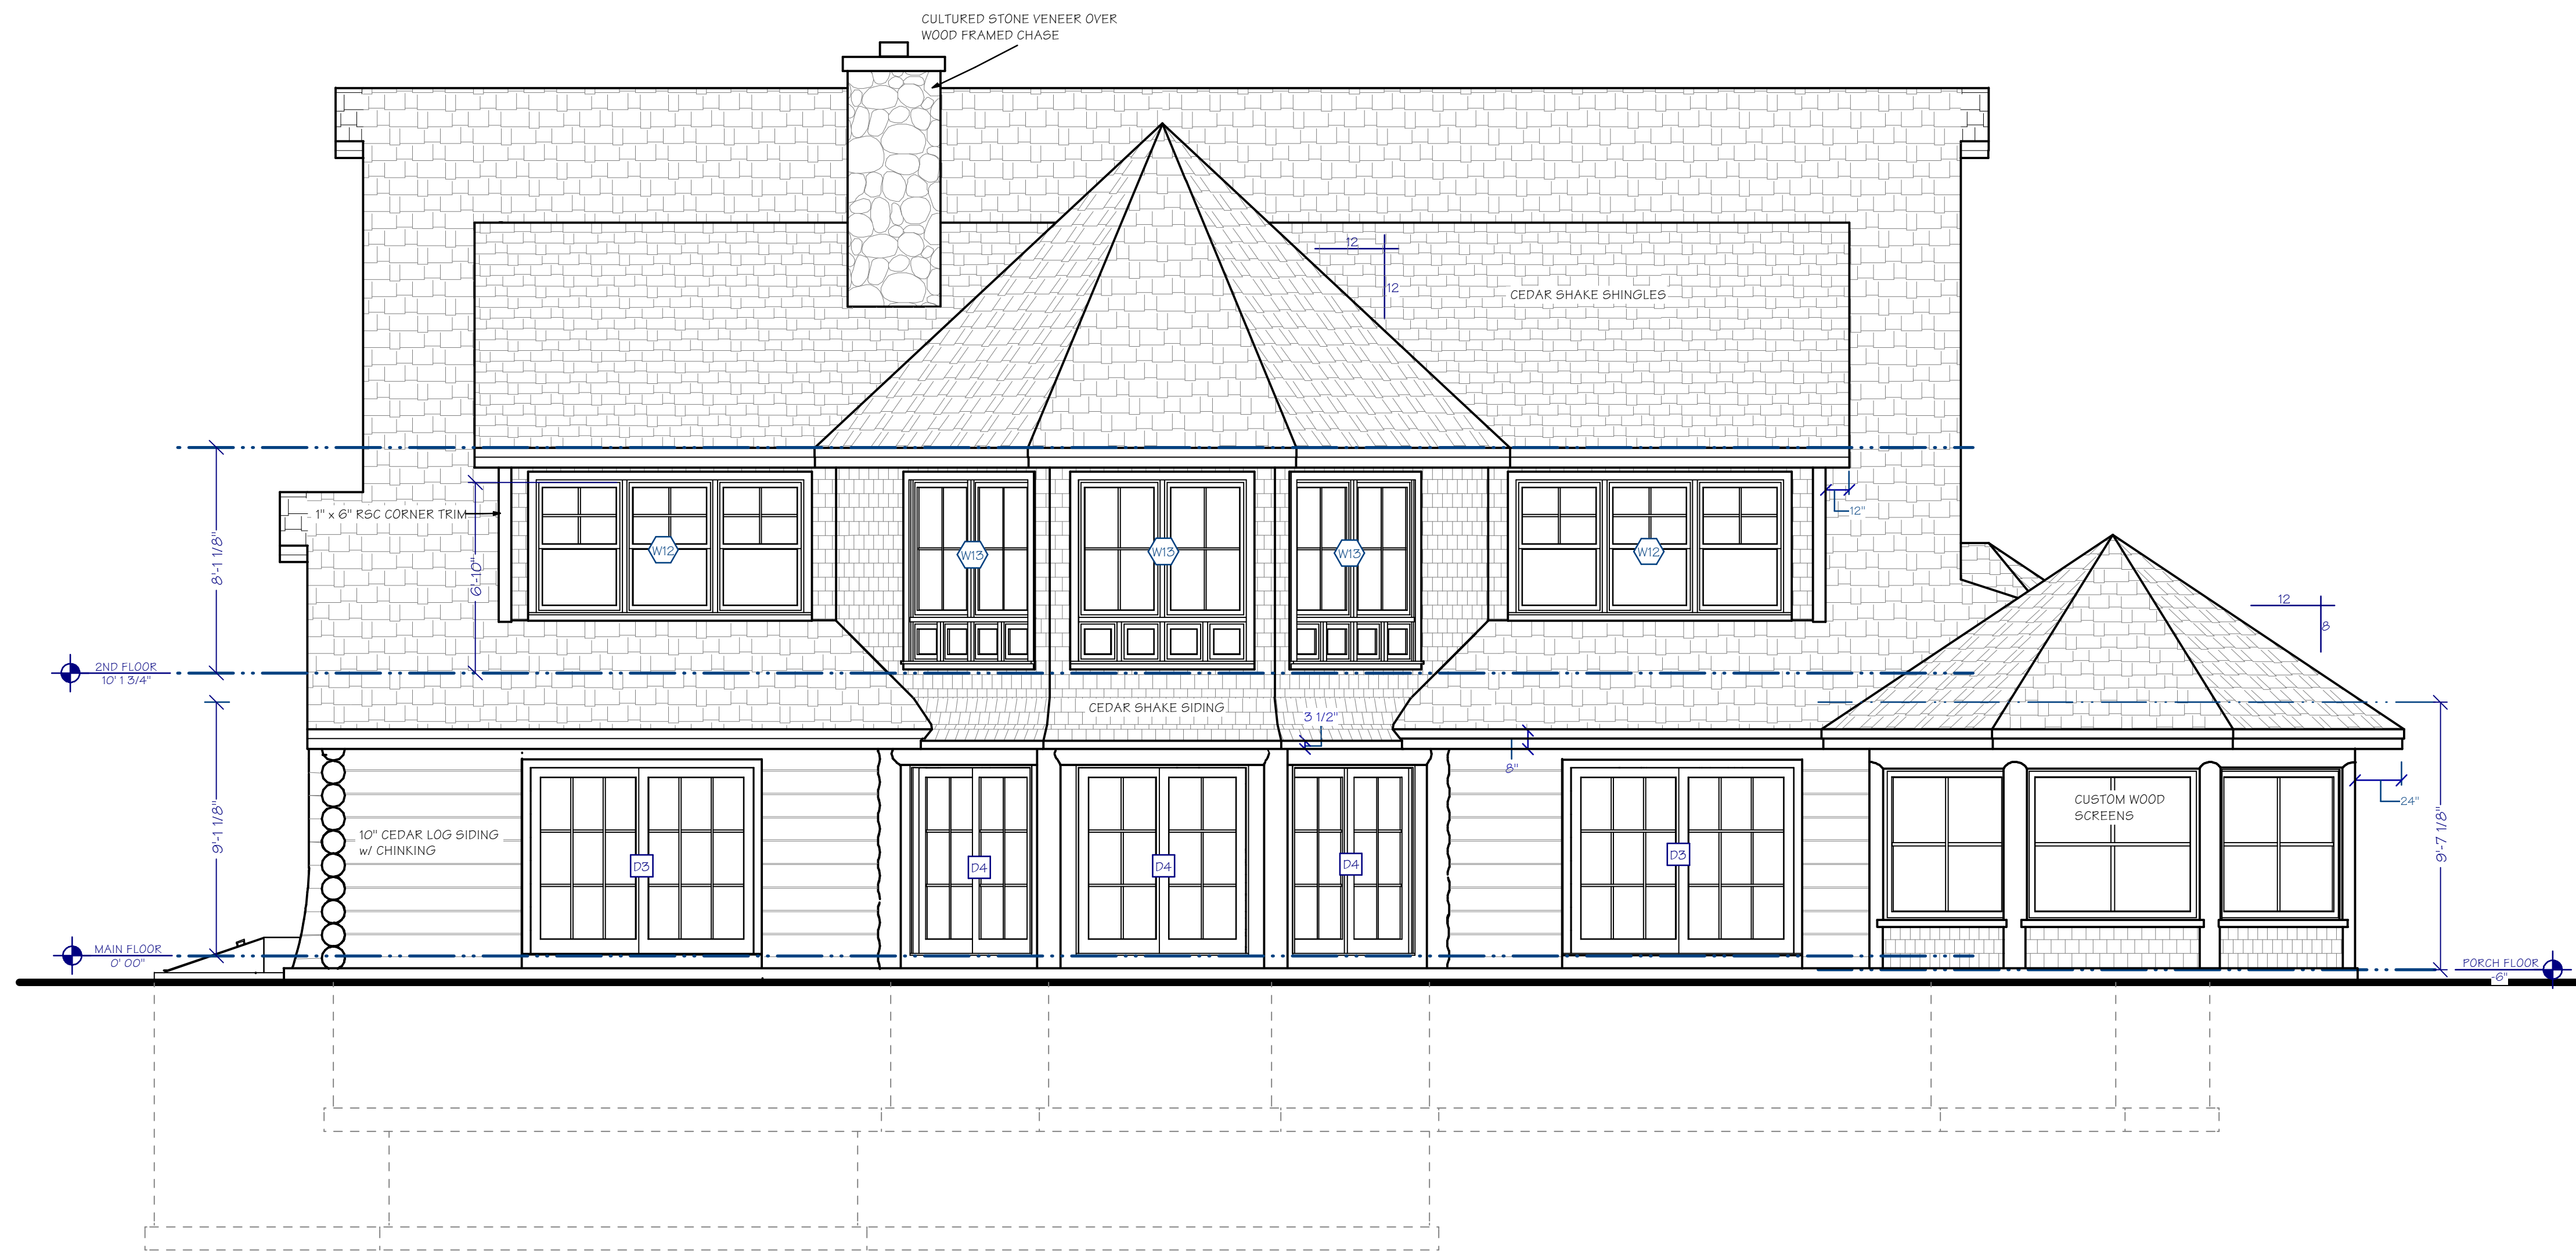 CULTURED STONE VENEER OVER
WOOD FRAMED CHASE
12
12
CEDAR SHAKE SHINGLES
1" x 6" RSC CORNER TRIM
12"
8'-1 1/8"
6'-10"
W12
W13
W13
W13
W12
12
8
2ND FLOOR
10' 1 3/4"
CEDAR SHAKE SIDING
3 1/2"
8"
24"
CUSTOM WOOD
SCREENS
9'-1 1/8"
10" CEDAR LOG SIDING
w/ CHINKING
D3
D4
D4
D4
D3
9'-7 1/8"
MAIN FLOOR
0' 00"
PORCH FLOOR
-6"